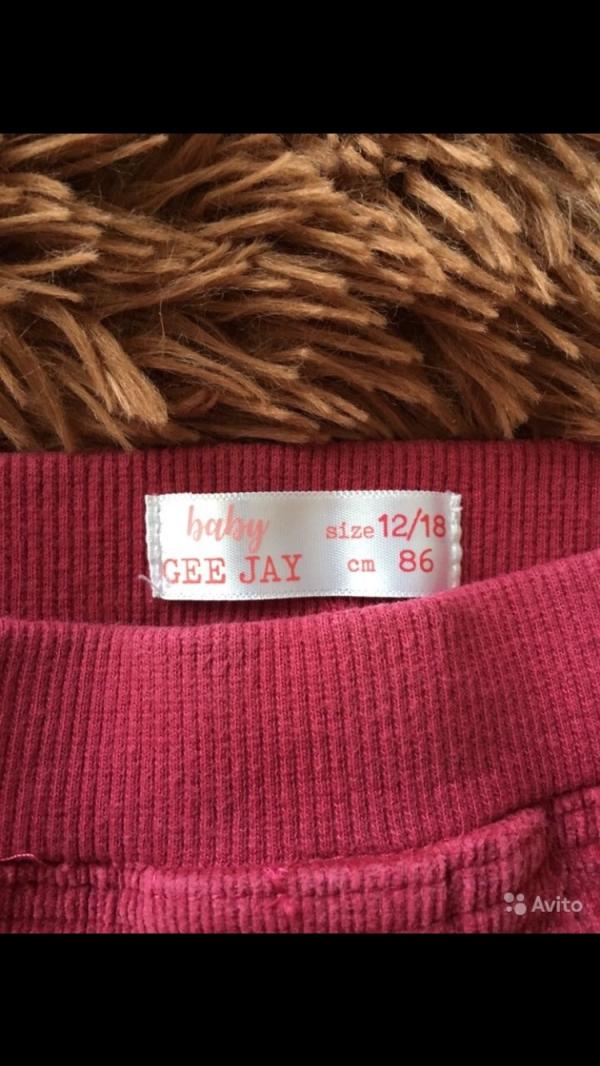 baby
GEE JAY
size 12/18
cm 86
Avito